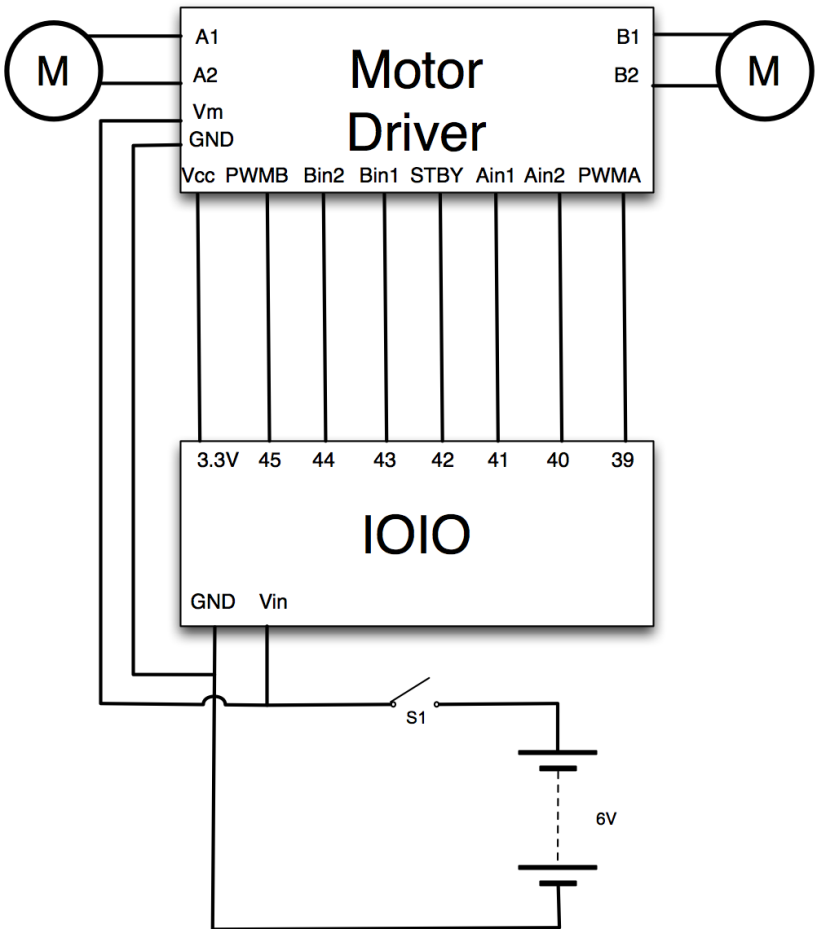 A1
B1
M
Motor
M
A2
B2
Vm
Driver
GND
Vcc PWMB Bin2 Bin1 STBY Ain1 Ain2 PWMA
3.3V 45 44 43 42 41 40 39
IOIO
GND Vin
S1
6V